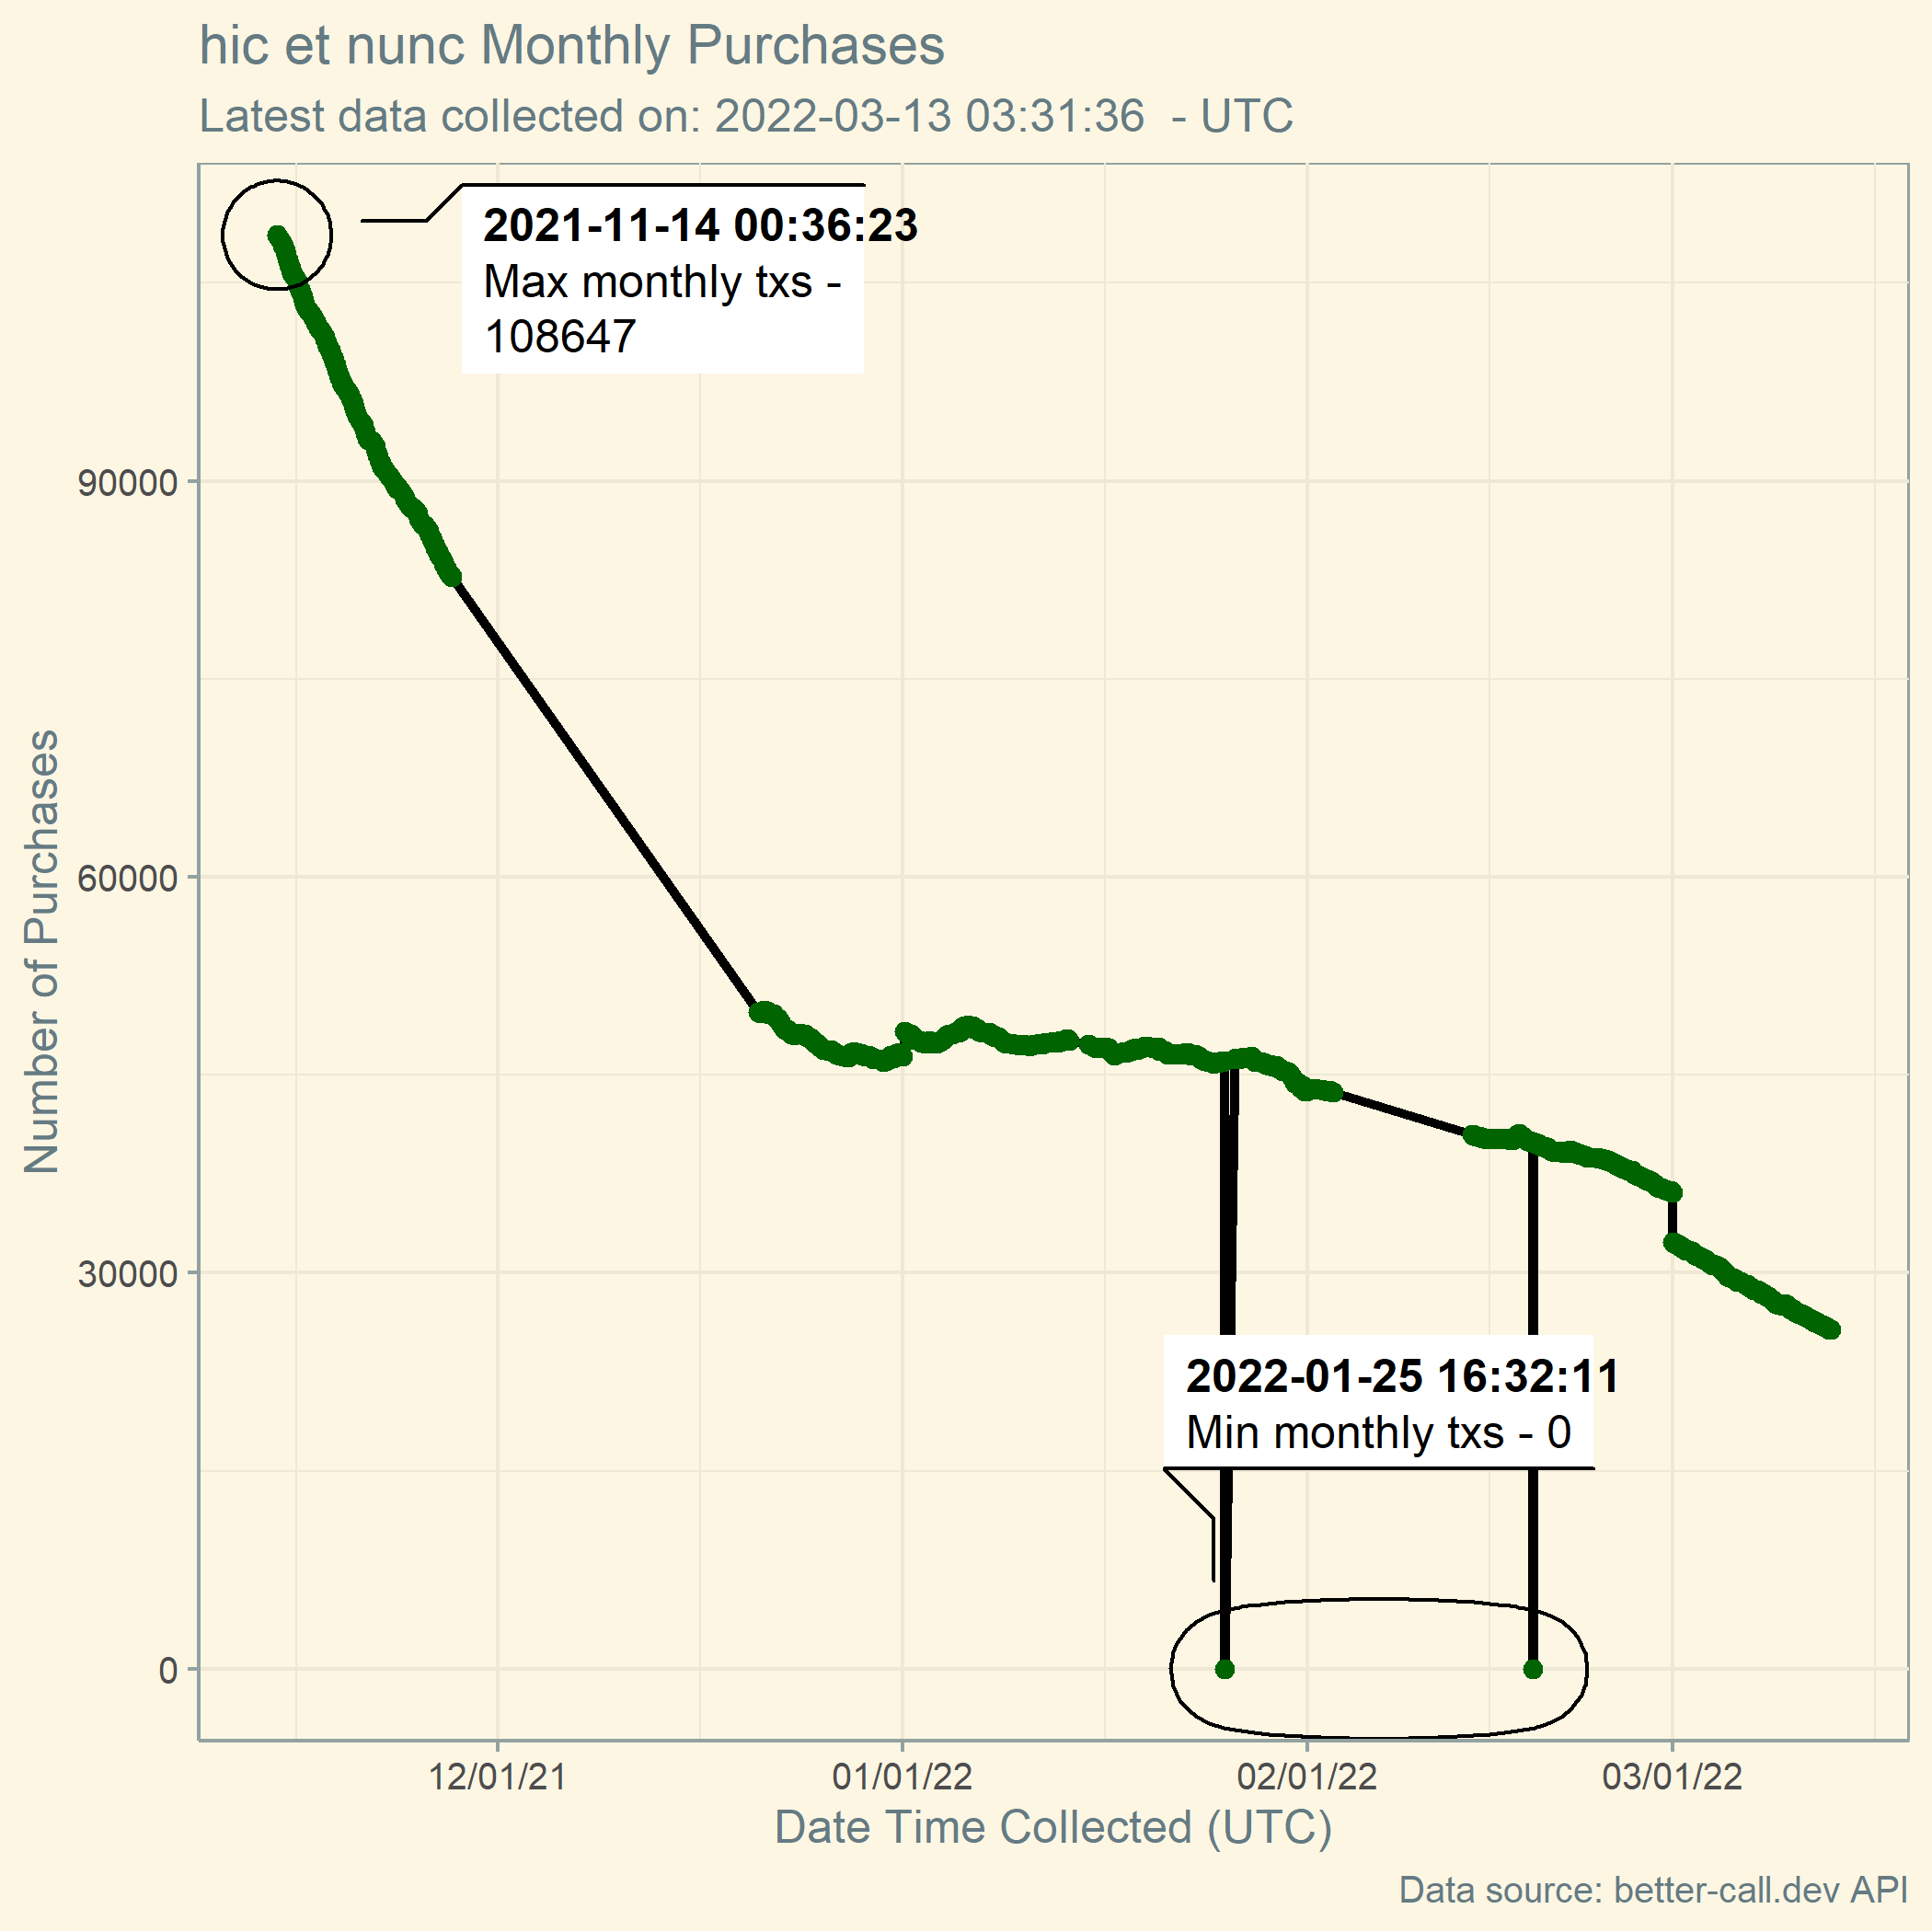 hic et nunc Monthly Purchases
Latest data collected on: 2022-03-13 03:31:36  - UTC
2021-11-14 00:36:23
Max monthly txs -
108647
90000
60000
30000
0
Number of Purchases
2022-01-25 16:32:11
Min monthly txs - 0
12/01/21
01/01/22
02/01/22
03/01/22
Date Time Collected (UTC)
Data source: better-call.dev API